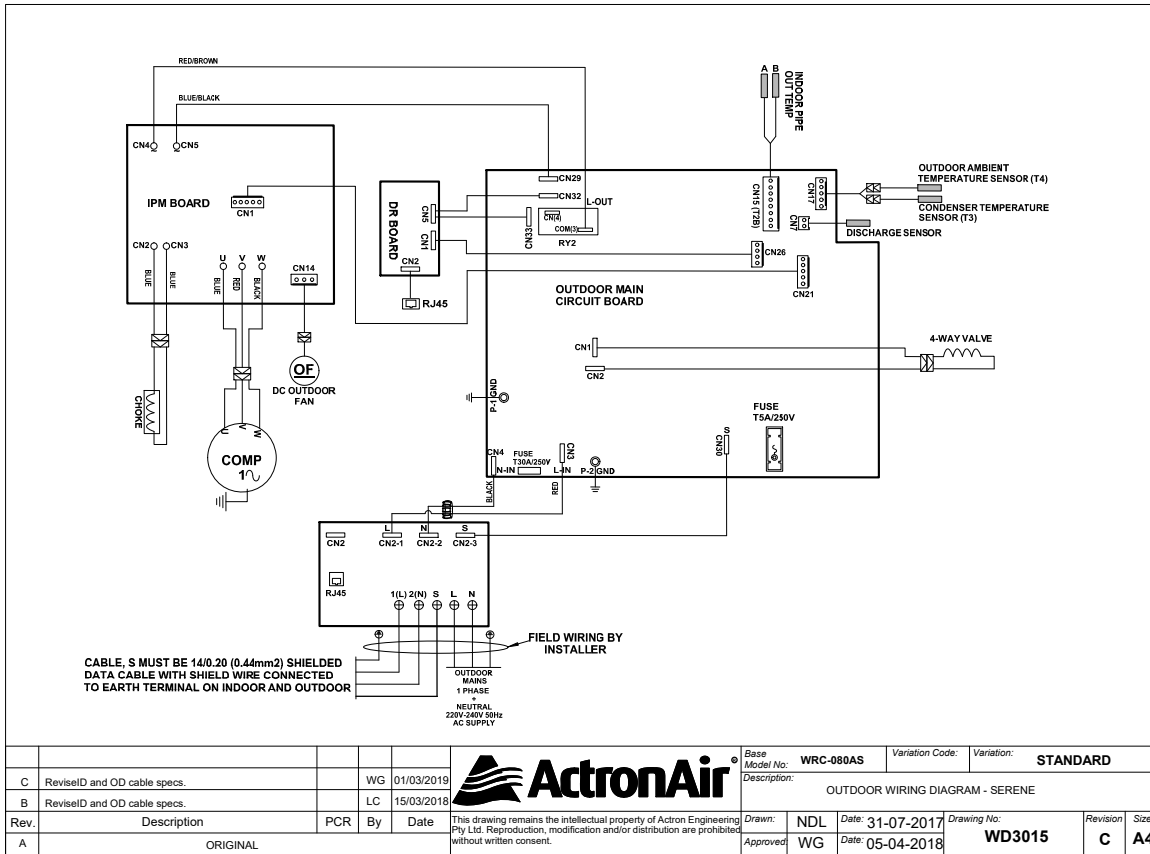 RED/BROWN
BLUE/BLACK
CN4
CN5
IPM BOARD
CN1
CN2
CN3
BLUE
BLUE
U
V
W
BLUE
RED
BLACK
CN14
CHOKE
OF
DC OUTDOOR
FAN
U
V
W
COMP
1
DR BOARD
CN5
CN1
CN2
RJ45
CN29
CN32
L-OUT
CN33
CN(4)
COM(3)
RY2
A B
INDOOR PIPE
OUT TEMP
CN15 (T2B)
CN17
CN7
OUTDOOR AMBIENT
TEMPERATURE SENSOR (T4)
CONDENSER TEMPERATURE
SENSOR (T3)
DISCHARGE SENSOR
CN26
CN21
OUTDOOR MAIN
CIRCUIT BOARD
CN1
CN2
4-WAY VALVE
P-1 GND
FUSE
T5A/250V
S
CN30
CN4
N-IN
FUSE
T30A/250V
CN3
L-IN
P-2 GND
BLACK
RED
CN2
L
CN2-1
N
CN2-2
S
CN2-3
RJ45
1(L) 2(N) S L N
FIELD WIRING BY
INSTALLER
CABLE, S MUST BE 14/0.20 (0.44mm2) SHIELDED
DATA CABLE WITH SHIELD WIRE CONNECTED
TO EARTH TERMINAL ON INDOOR AND OUTDOOR
OUTDOOR
MAINS
1 PHASE
+
NEUTRAL
220V-240V 50Hz
AC SUPPLY
C ReviseID and OD cable specs. WG 01/03/2019
B ReviseID and OD cable specs. LC 15/03/2018
Rev. Description PCR By Date
A ORIGINAL
ActronAir
This drawing remains the intellectual property of Actron Engineering
Pty Ltd. Reproduction, modification and/or distribution are prohibited
without written consent.
Base
Model No: WRC-080AS
Variation Code:
Variation: STANDARD
Description:
OUTDOOR WIRING DIAGRAM - SERENE
Drawn: NDL Date: 31-07-2017
Approved: WG Date: 05-04-2018
Drawing No:
WD3015
Revision
C
Size
A4